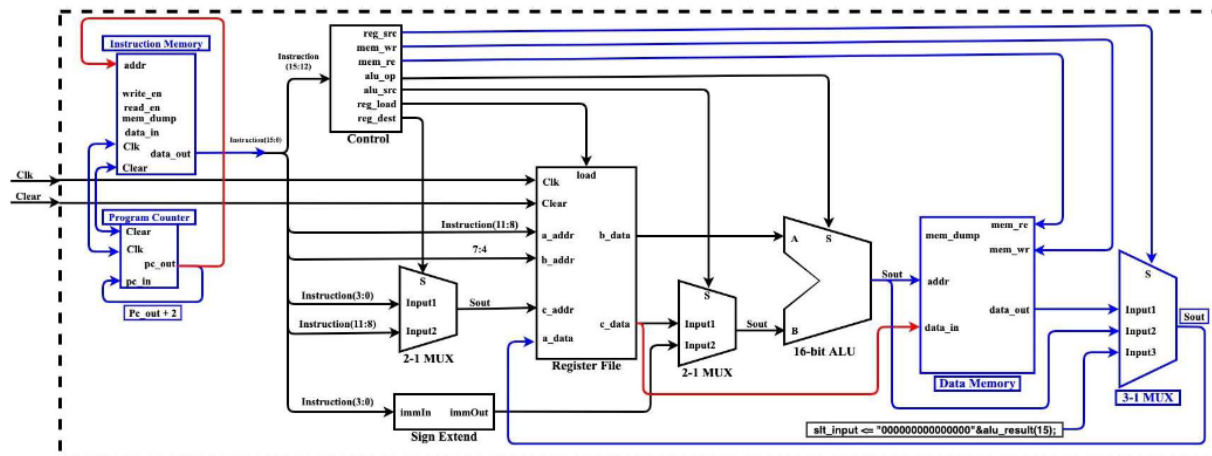 Instruction Memory
addr
write_en
read_en
mem_dump
data_in
Clk
data_out
Clear
Program Counter
Clear
Clk
pc_out
pc_in
Pc_out + 2
Clk
Clear
Instruction(15:0)
Instruction
(15:12)
reg_src
mem_wr
mem_re
alu_op
alu_src
reg_load
reg_dest
Control
Instruction(11:8)
7:4
Instruction(3:0)
Instruction(11:8)
Instruction(3:0)
S
Input1
Input2
Sout
2-1 MUX
immIn immOut
Sign Extend
load
Clk
Clear
a_addr
b_data
b_addr
c_addr
c_data
a_data
Register File
S
Input1
Input2
Sout
2-1 MUX
A
S
B
16-bit ALU
Sout
mem_re
mem_dump
mem_wr
addr
data_out
data_in
Data Memory
S
Input1
Input2
Input3
Sout
3-1 MUX
slt_input <= "000000000000000"&alu_result(15);